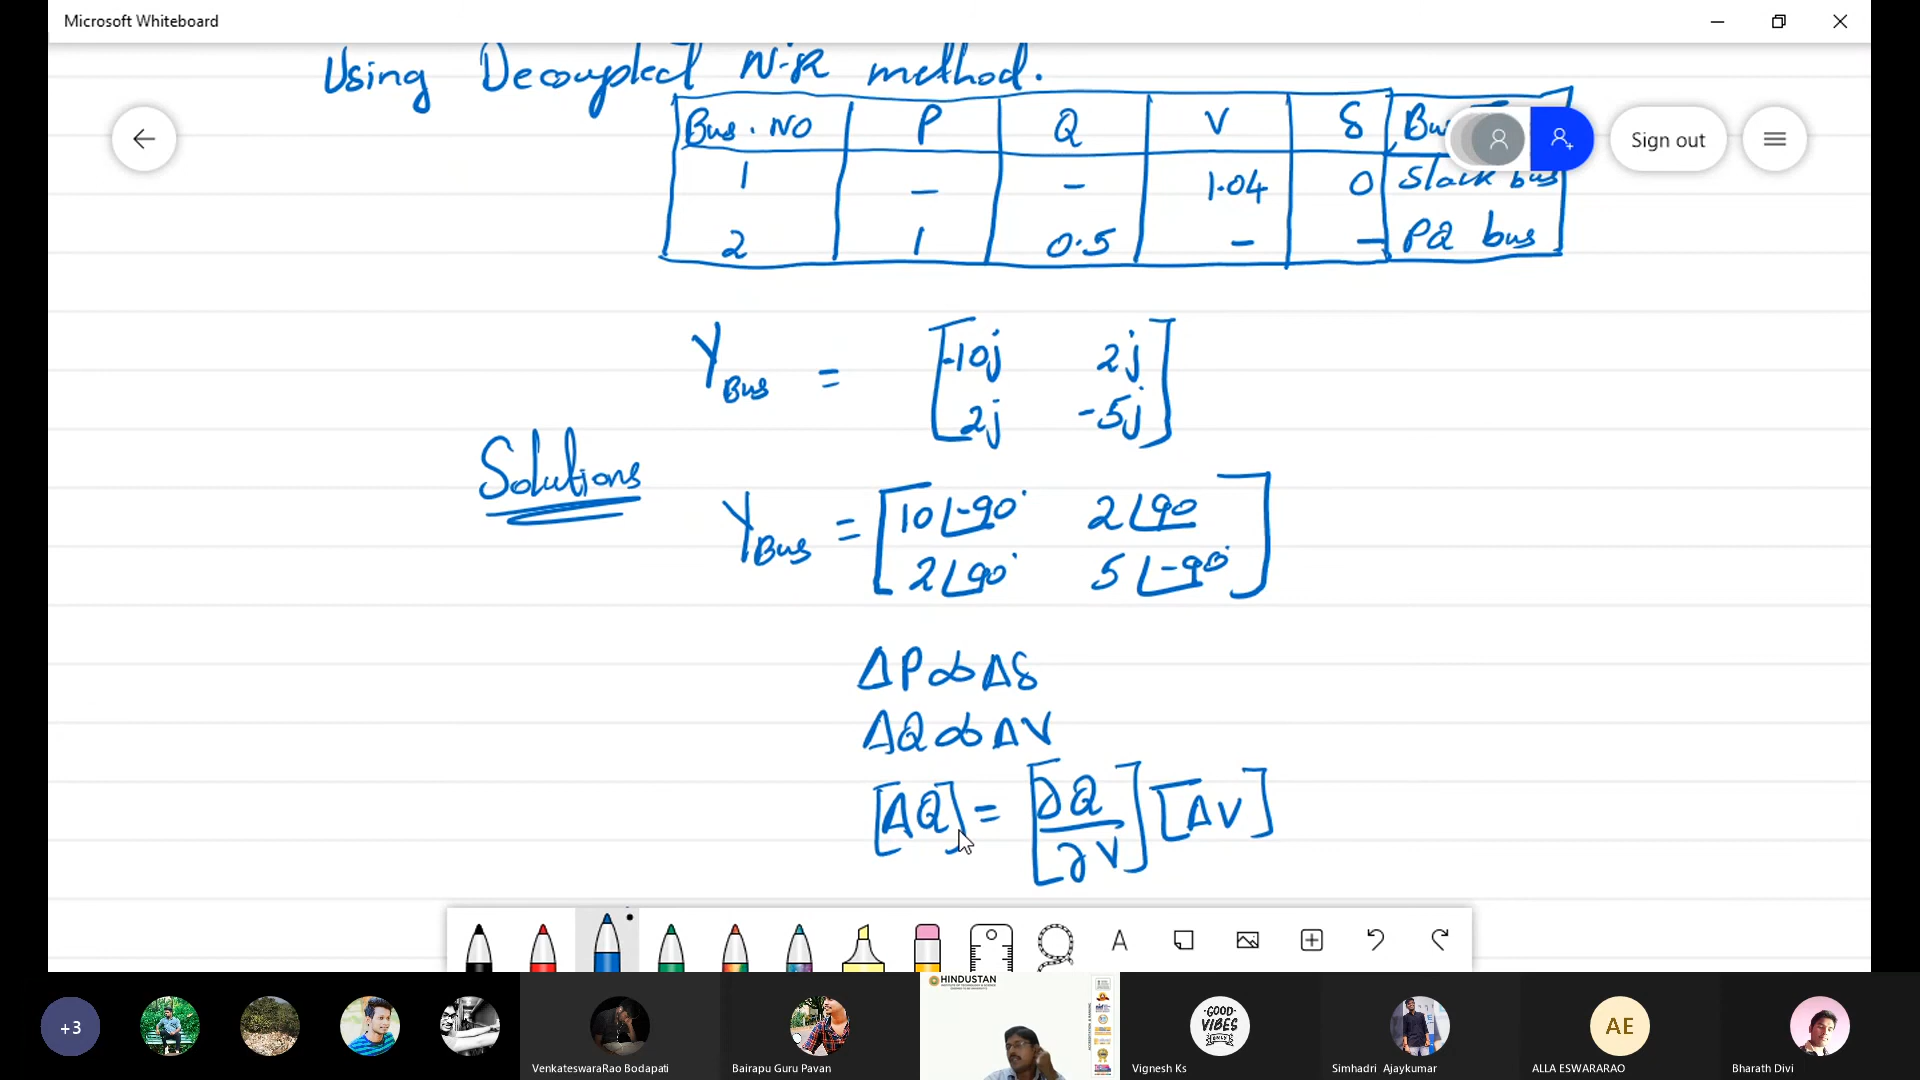 Microsoft Whiteboard
Using Decoupled N-R method.
Bus. NO P Q V δ
1 – – 1.04 0 Slack bus
2 1 0.5 – – PQ bus
Sign out
Y Bus = [-10j 2j
2j -5j]
Solutions
Y Bus = [10∠-90° 2∠90
2∠90° 5∠-90°]
ΔP∝Δδ
ΔQ∝ΔV
[ΔQ] = [∂Q/∂V] [ΔV]
A
+3
HINDUSTAN
GOOD
VIBES
AE
VenkateswaraRao Bodapati
Bairapu Guru Pavan
Vignesh Ks
Simhadri Ajaykumar
ALLA ESWARARAO
Bharath Divi